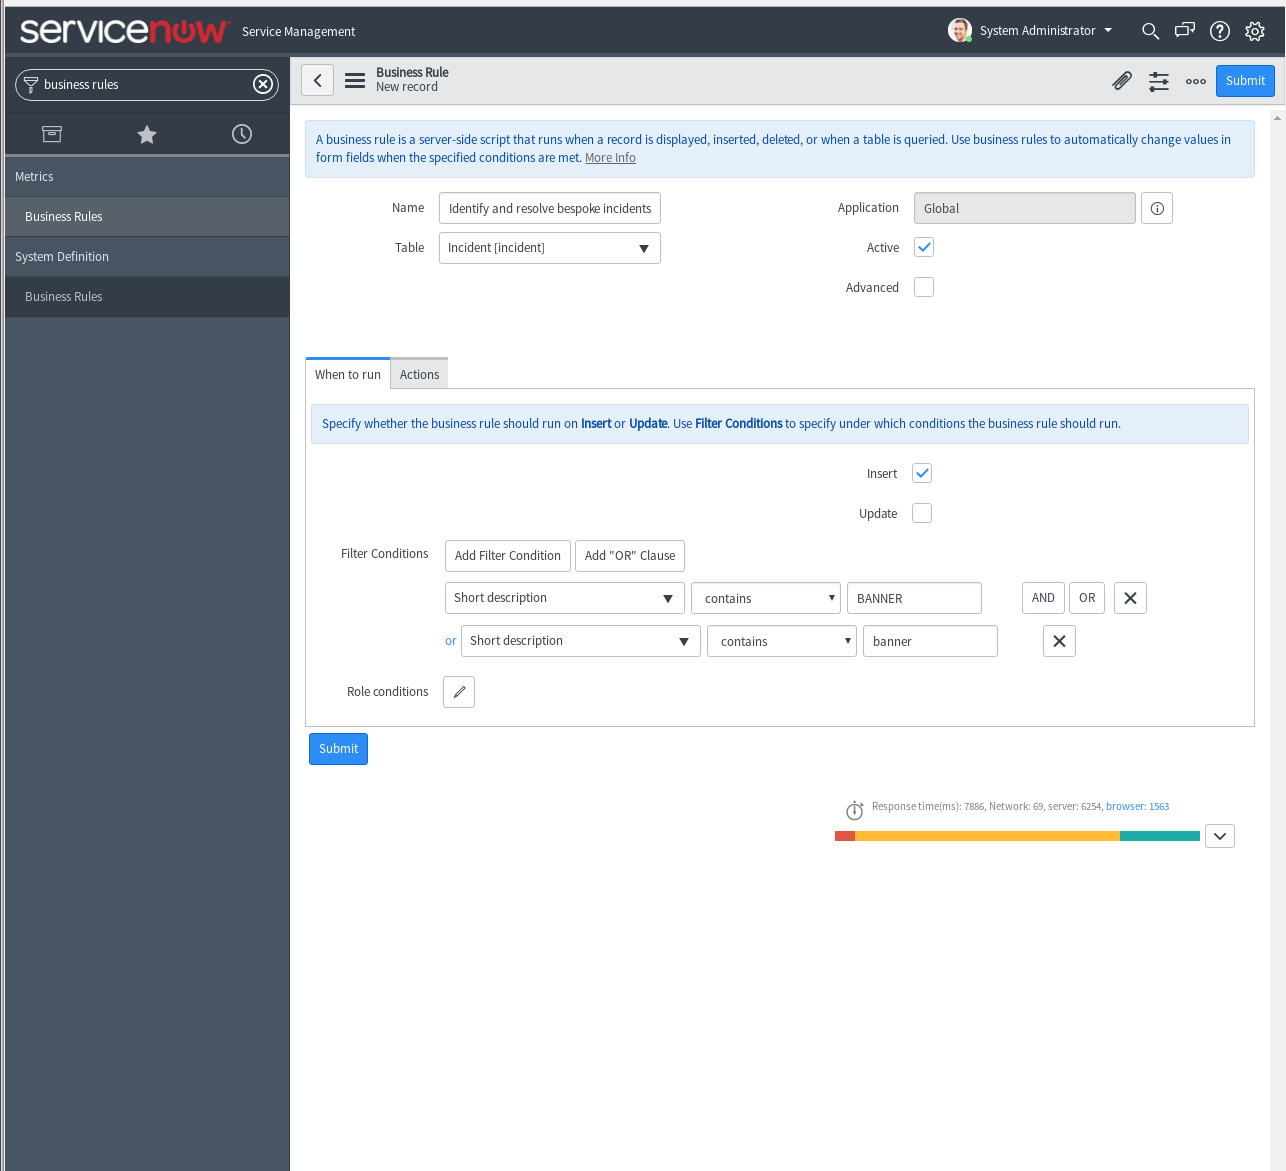 servicenow Service Management
System Administrator
business rules
Business Rule
New record
Submit
Metrics
Business Rules
System Definition
Business Rules
A business rule is a server-side script that runs when a record is displayed, inserted, deleted, or when a table is queried. Use business rules to automatically change values in
form fields when the specified conditions are met. More Info
Name Identify and resolve bespoke incidents
Application Global
Table Incident [incident]
Active
Advanced
When to run Actions
Specify whether the business rule should run on Insert or Update. Use Filter Conditions to specify under which conditions the business rule should run.
Insert
Update
Filter Conditions Add Filter Condition Add "OR" Clause
Short description contains BANNER AND OR
or Short description contains banner
Role conditions
Submit
Response time(ms): 7886, Network: 69, server: 6254, browser: 1563